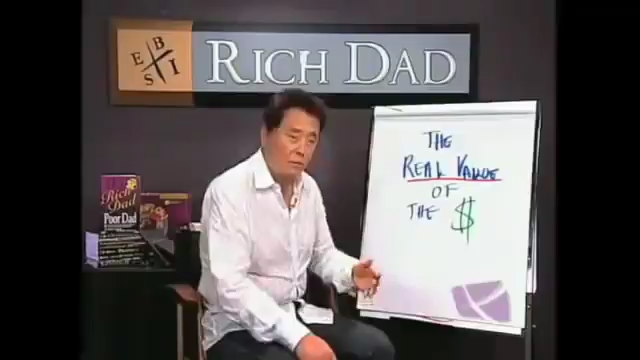 E B S I
RICH DAD
THE
REAL VALUE
OF
THE $
Rich
Dad
Poor Dad